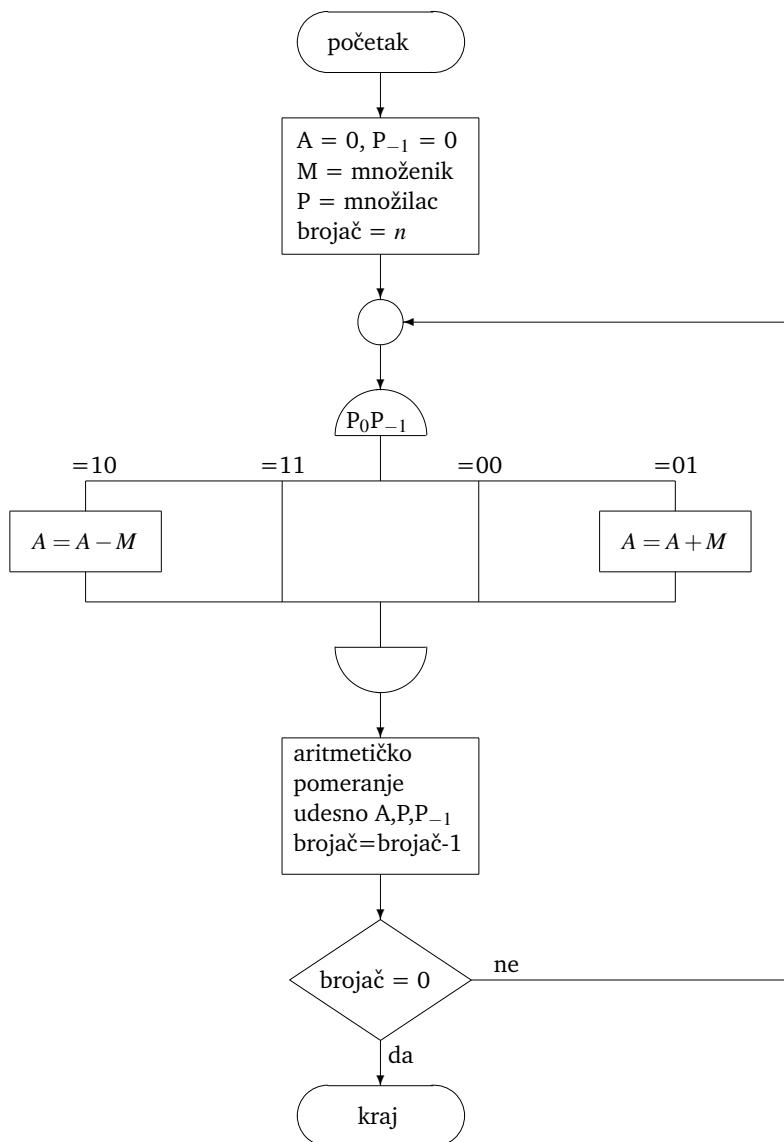 početak
A = 0, P₋₁ = 0
M = množenik
P = množilac
brojač = n
P₀P₋₁
=10 =11 =00 =01
A = A − M
A = A + M
aritmetičko
pomeranje
udesno A,P,P₋₁
brojač=brojač-1
brojač = 0
ne
da
kraj